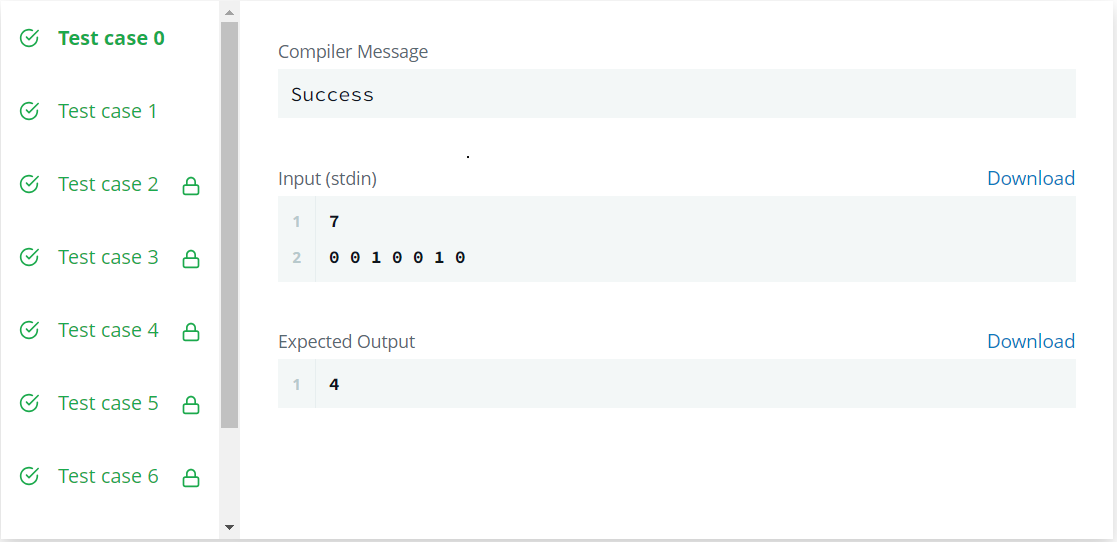 Test case 0
Test case 1
Test case 2
Test case 3
Test case 4
Test case 5
Test case 6
Compiler Message
Success
Input (stdin) Download
1 7
2 0 0 1 0 0 1 0
Expected Output Download
1 4